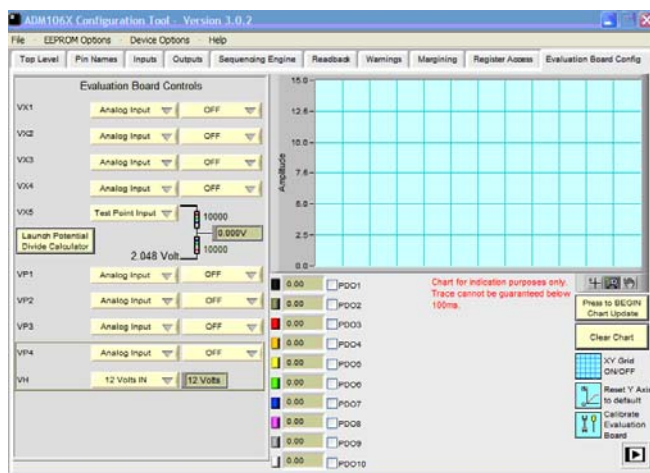 ADM106X Configuration Tool - Version 3.0.2
File EEPROM Options Device Options Help
Top Level Pin Names Inputs Outputs Sequencing Engine Readback Warnings Margining Register Access Evaluation Board Config
Evaluation Board Controls
VX1 Analog Input OFF
VX2 Analog Input OFF
VX3 Analog Input OFF
VX4 Analog Input OFF
VX5 Test Point Input 10000
0.000V
Launch Potential
Divide Calculator
2.048 Volt 10000
VP1 Analog Input OFF
VP2 Analog Input OFF
VP3 Analog Input OFF
VP4 Analog Input OFF
VH 12 Volts IN 12 Volts
Amplitude
15.0
12.5
10.0
7.5
5.0
2.5
0.0
0.00 PDO1
0.00 PDO2
0.00 PDO3
0.00 PDO4
0.00 PDO5
0.00 PDO6
0.00 PDO7
0.00 PDO8
0.00 PDO9
0.00 PDO10
Chart for indication purposes only.
Trace cannot be guaranteed below
100ms.
Press to BEGIN
Chart Update
Clear Chart
XY Grid
ON/OFF
Reset Y Axis
to default
Calibrate
Evaluation
Board